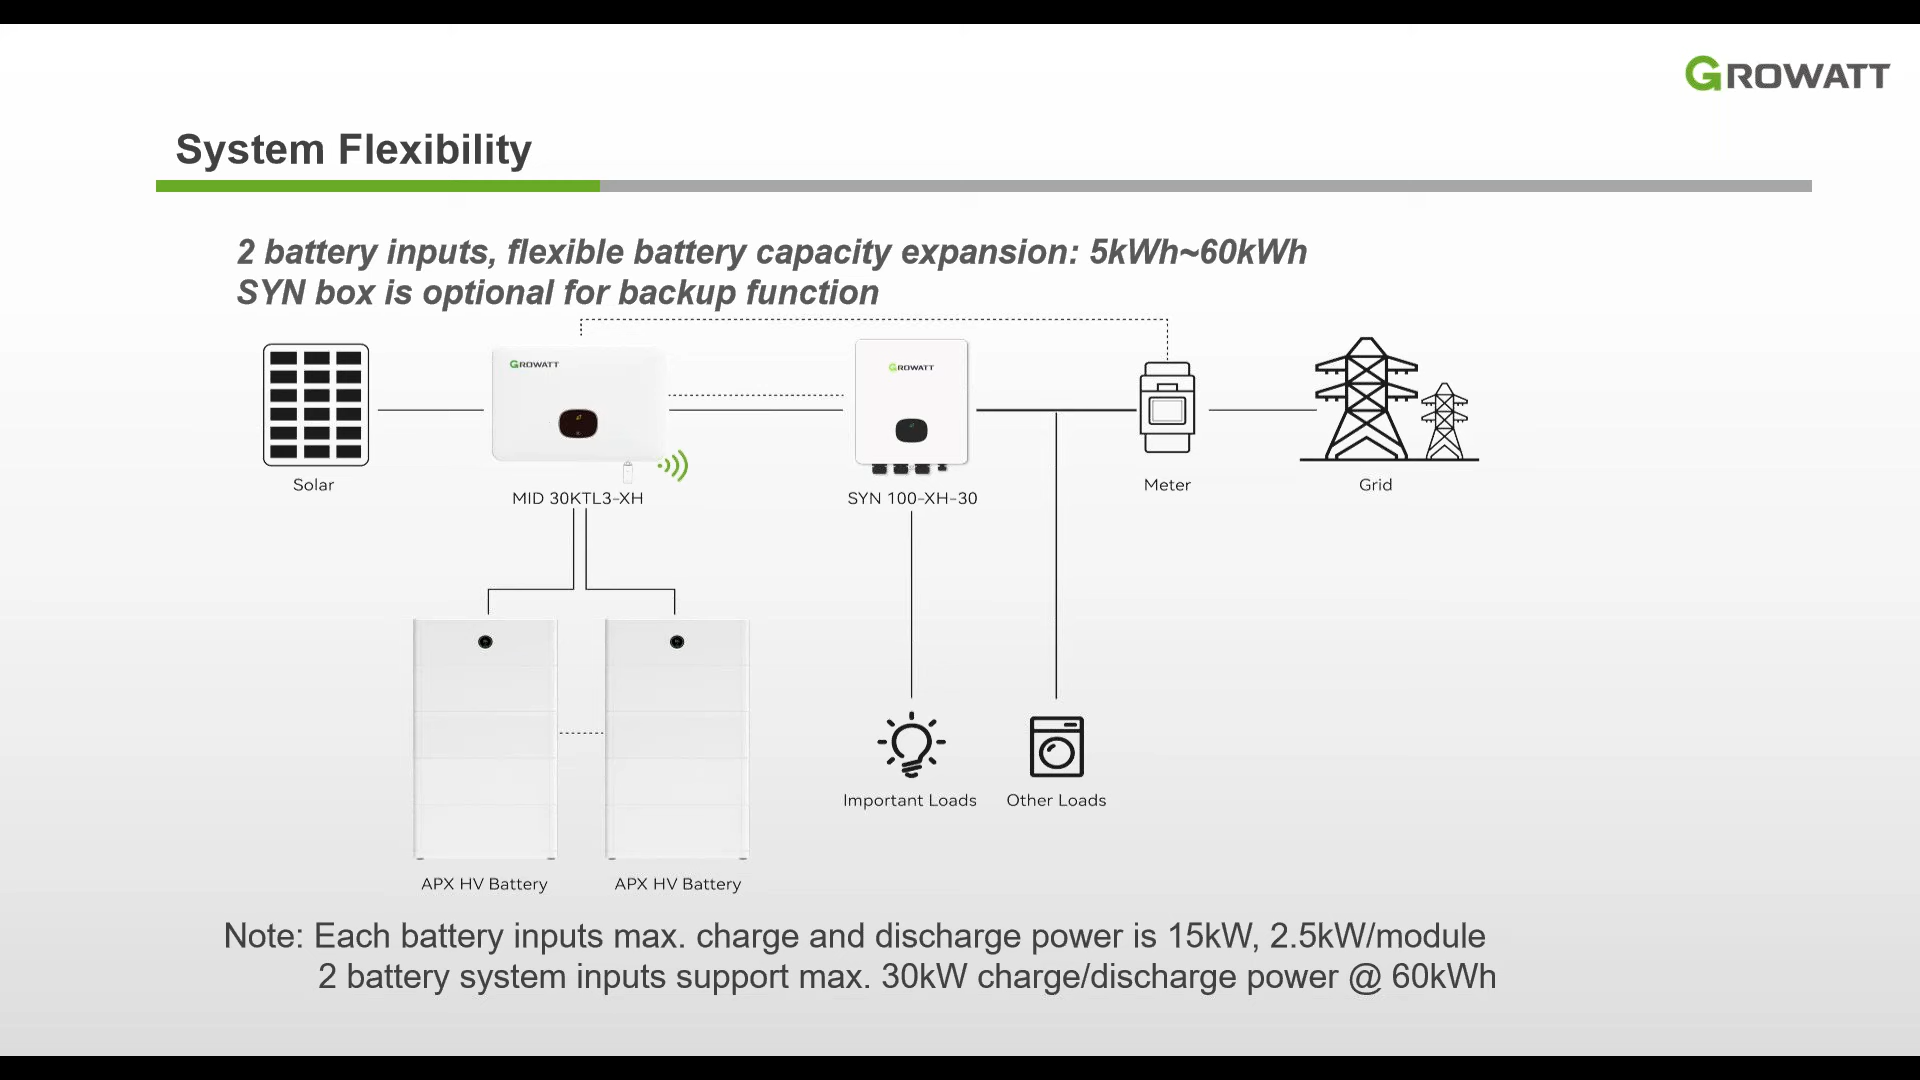 GROWATT
System Flexibility
2 battery inputs, flexible battery capacity expansion: 5kWh~60kWh
SYN box is optional for backup function
GROWATT
GROWATT
Solar
MID 30KTL3-XH
SYN 100-XH-30
Meter
Grid
Important Loads
Other Loads
APX HV Battery
APX HV Battery
Note: Each battery inputs max. charge and discharge power is 15kW, 2.5kW/module
2 battery system inputs support max. 30kW charge/discharge power @ 60kWh